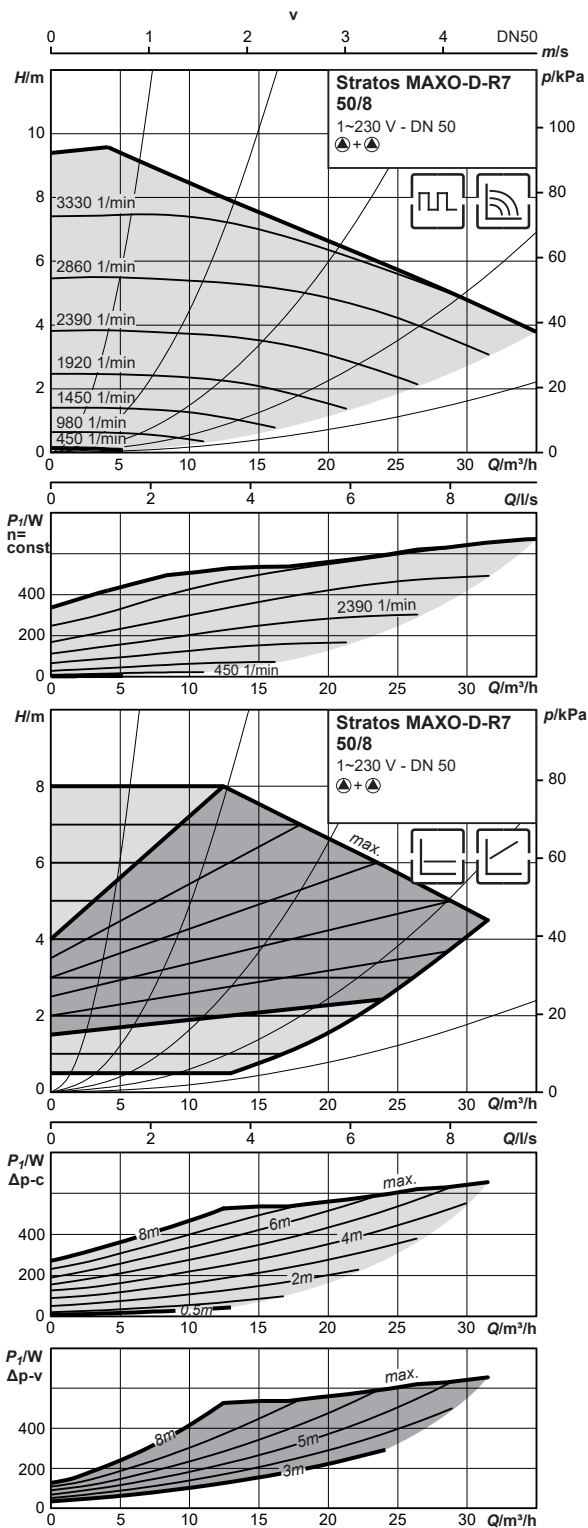 v
0 1 2 3 4 DN50
m/s
H/m
p/kPa
Stratos MAXO-D-R7
50/8
1~230 V - DN 50
+
10
8
6
4
2
0
100
80
60
40
20
0
3330 1/min
2860 1/min
2390 1/min
1920 1/min
1450 1/min
980 1/min
450 1/min
0 5 10 15 20 25 30 Q/m³/h
0 2 4 6 8 Q/l/s
P₁/W
n=
const
400
200
0
2390 1/min
450 1/min
0 5 10 15 20 25 30 Q/m³/h
H/m
p/kPa
Stratos MAXO-D-R7
50/8
1~230 V - DN 50
+
8
6
4
2
0
80
60
40
20
0
max.
0 5 10 15 20 25 30 Q/m³/h
0 2 4 6 8 Q/l/s
P₁/W
Δp-c
400
200
0
max.
8m
6m
4m
2m
0.5m
0 5 10 15 20 25 30 Q/m³/h
P₁/W
Δp-v
400
200
0
max.
8m
5m
3m
0 5 10 15 20 25 30 Q/m³/h